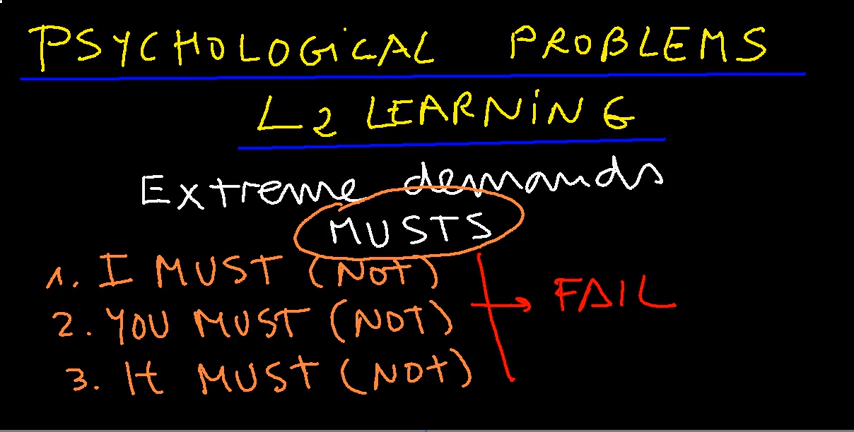 PSYCHOLOGiCAL PROBLEMS
L2 LEARNiNG
Extreme demands
MUSTS
1. I MUST (NOT)
2. YOU MUST (NOT)
3. It MUST (NOT)
FAIL